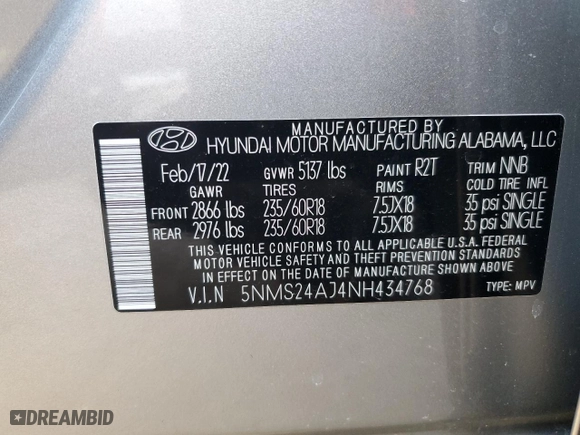 MANUFACTURED BY
HYUNDAI MOTOR MANUFACTURING ALABAMA, LLC
Feb/17/22 GVWR 5137 lbs PAINT R2T TRIM NNB
GAWR TIRES RIMS COLD TIRE INFL
FRONT 2866 lbs 235/60R18 7.5JX18 35 psi SINGLE
REAR 2976 lbs 235/60R18 7.5JX18 35 psi SINGLE
THIS VEHICLE CONFORMS TO ALL APPLICABLE U.S.A. FEDERAL
MOTOR VEHICLE SAFETY AND THEFT PREVENTION STANDARDS
IN EFFECT ON THE DATE OF MANUFACTURE SHOWN ABOVE.
V.I.N 5NMS24AJ4NH434768 TYPE: MPV
DREAMBID